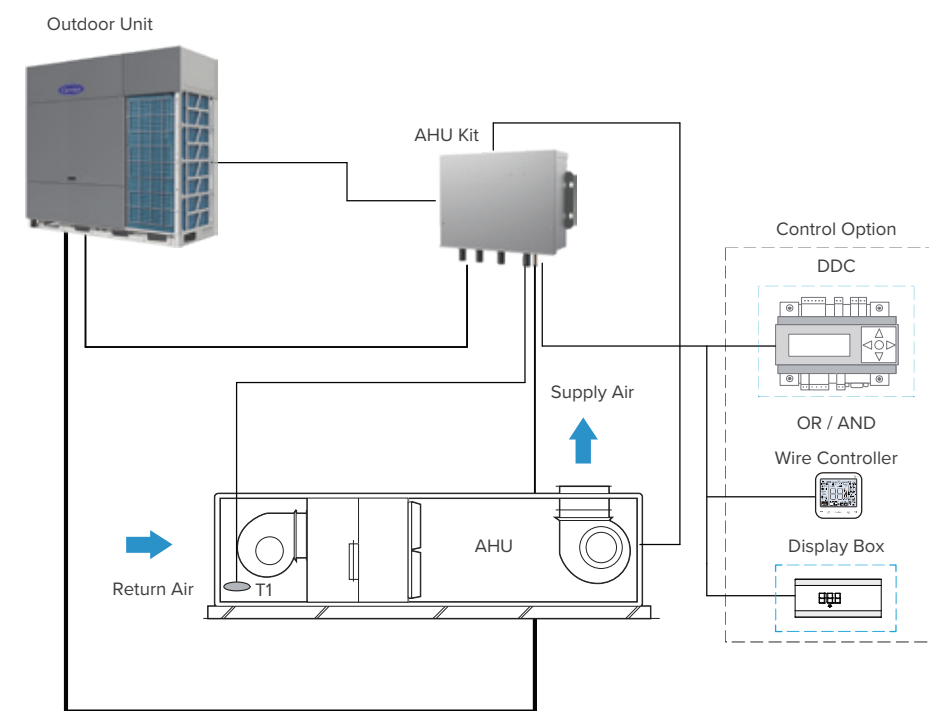 Outdoor Unit
Carrier
AHU Kit
Control Option
DDC
Supply Air
OR / AND
Wire Controller
AHU
Display Box
Return Air
T1